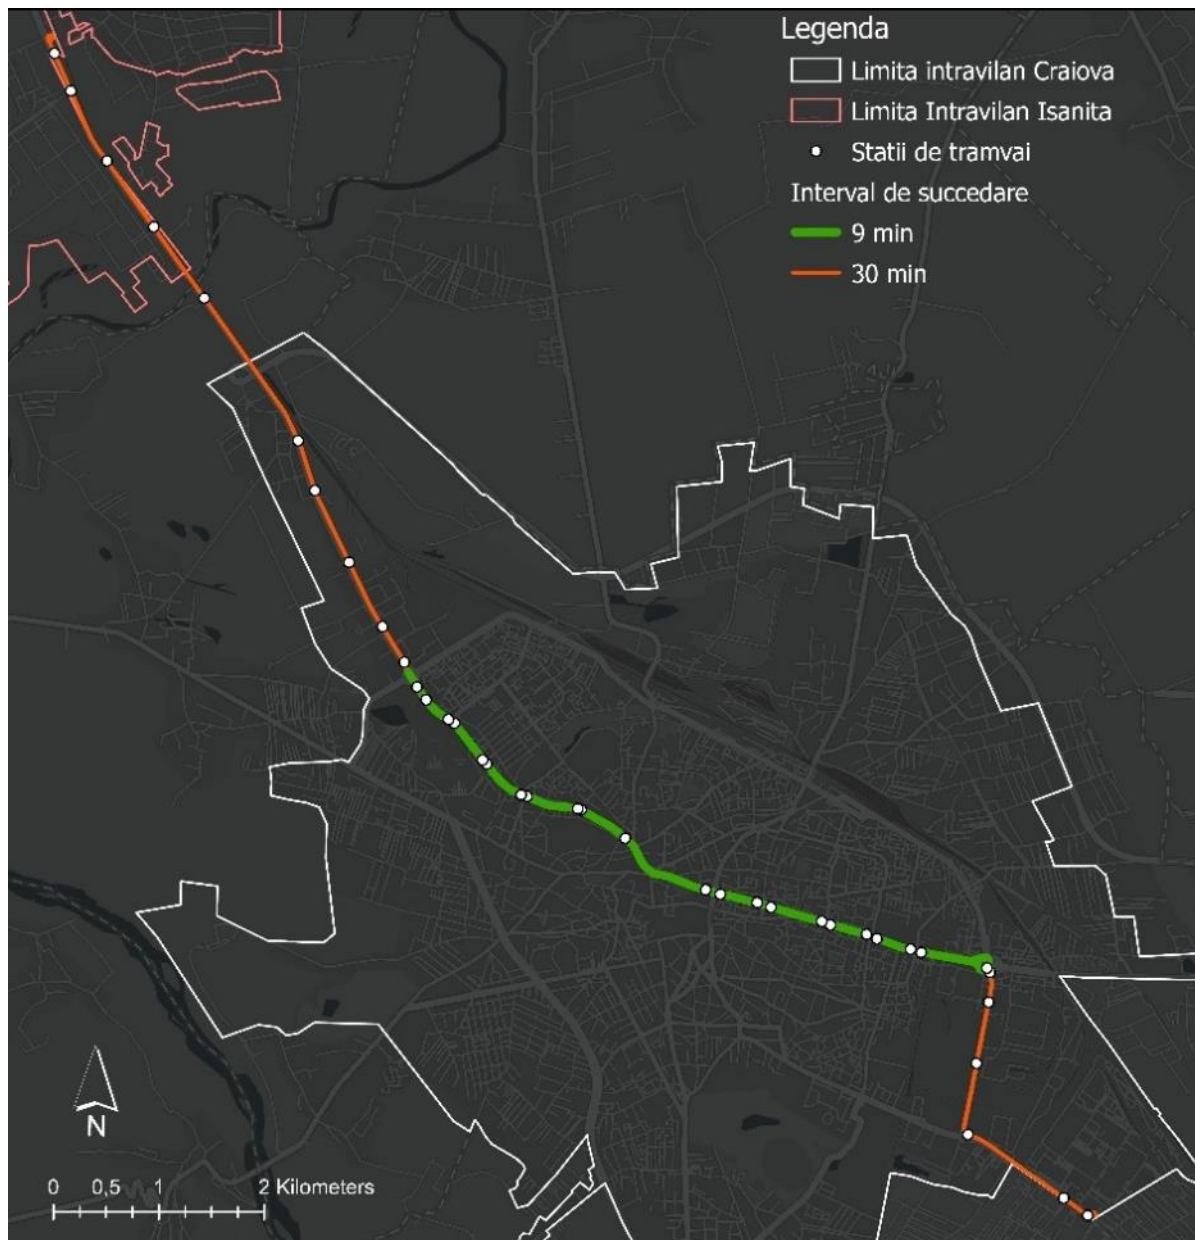 Legenda
Limita intravilan Craiova
Limita Intravilan Isanita
Statii de tramvai
Interval de succedare
9 min
30 min
N
0 0,5 1 2 Kilometers